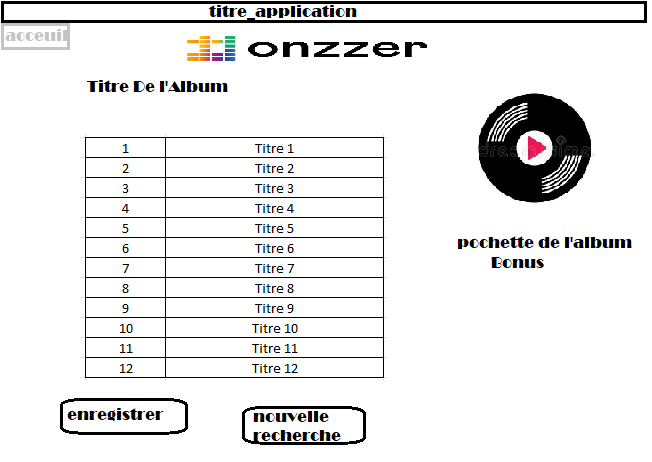 titre_application
acceuil
onzzer
Titre De l'Album
1 Titre 1
2 Titre 2
3 Titre 3
4 Titre 4
5 Titre 5
6 Titre 6
7 Titre 7
8 Titre 8
9 Titre 9
10 Titre 10
11 Titre 11
12 Titre 12
dreamstime
pochette de l'album
Bonus
enregistrer
nouvelle
recherche